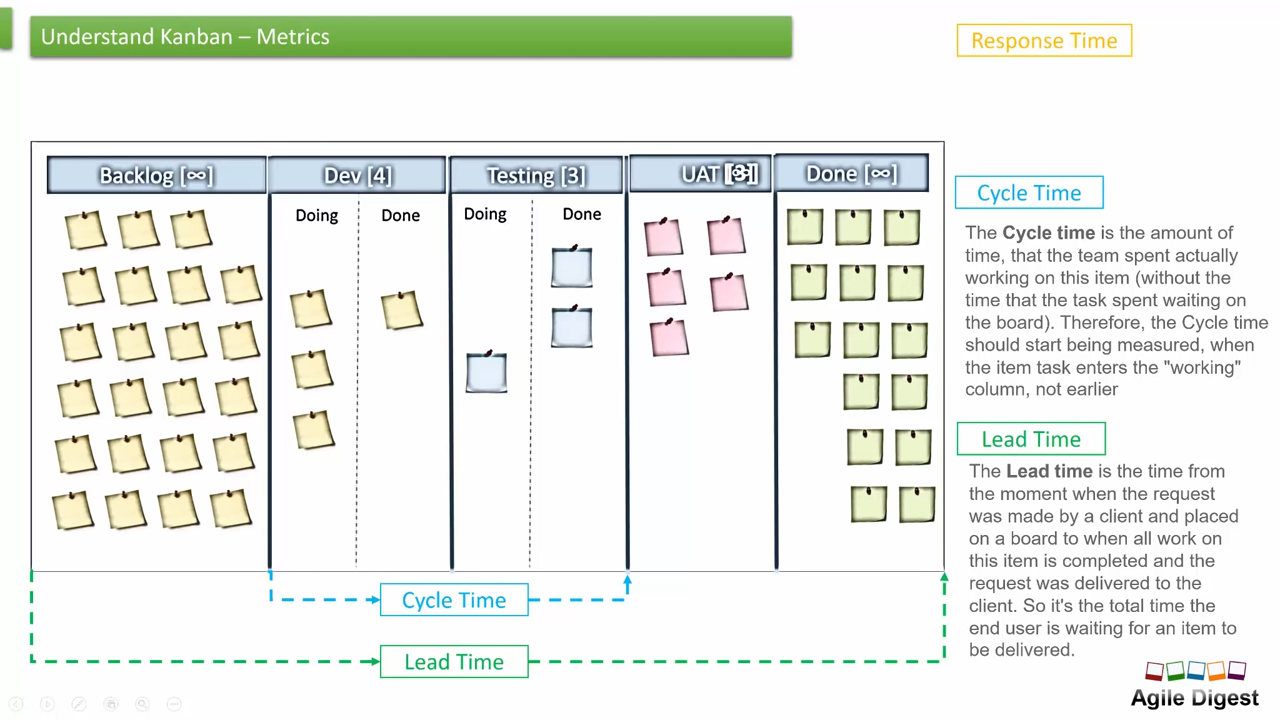 Understand Kanban – Metrics
Response Time
Backlog [∞]
Dev [4]
Testing [3]
UAT
Done [∞]
Doing
Done
Doing
Done
Cycle Time
The Cycle time is the amount of
time, that the team spent actually
working on this item (without the
time that the task spent waiting on
the board). Therefore, the Cycle time
should start being measured, when
the item task enters the "working"
column, not earlier
Lead Time
The Lead time is the time from
the moment when the request
was made by a client and placed
on a board to when all work on
this item is completed and the
request was delivered to the
client. So it's the total time the
end user is waiting for an item to
be delivered.
Cycle Time
Lead Time
Agile Digest